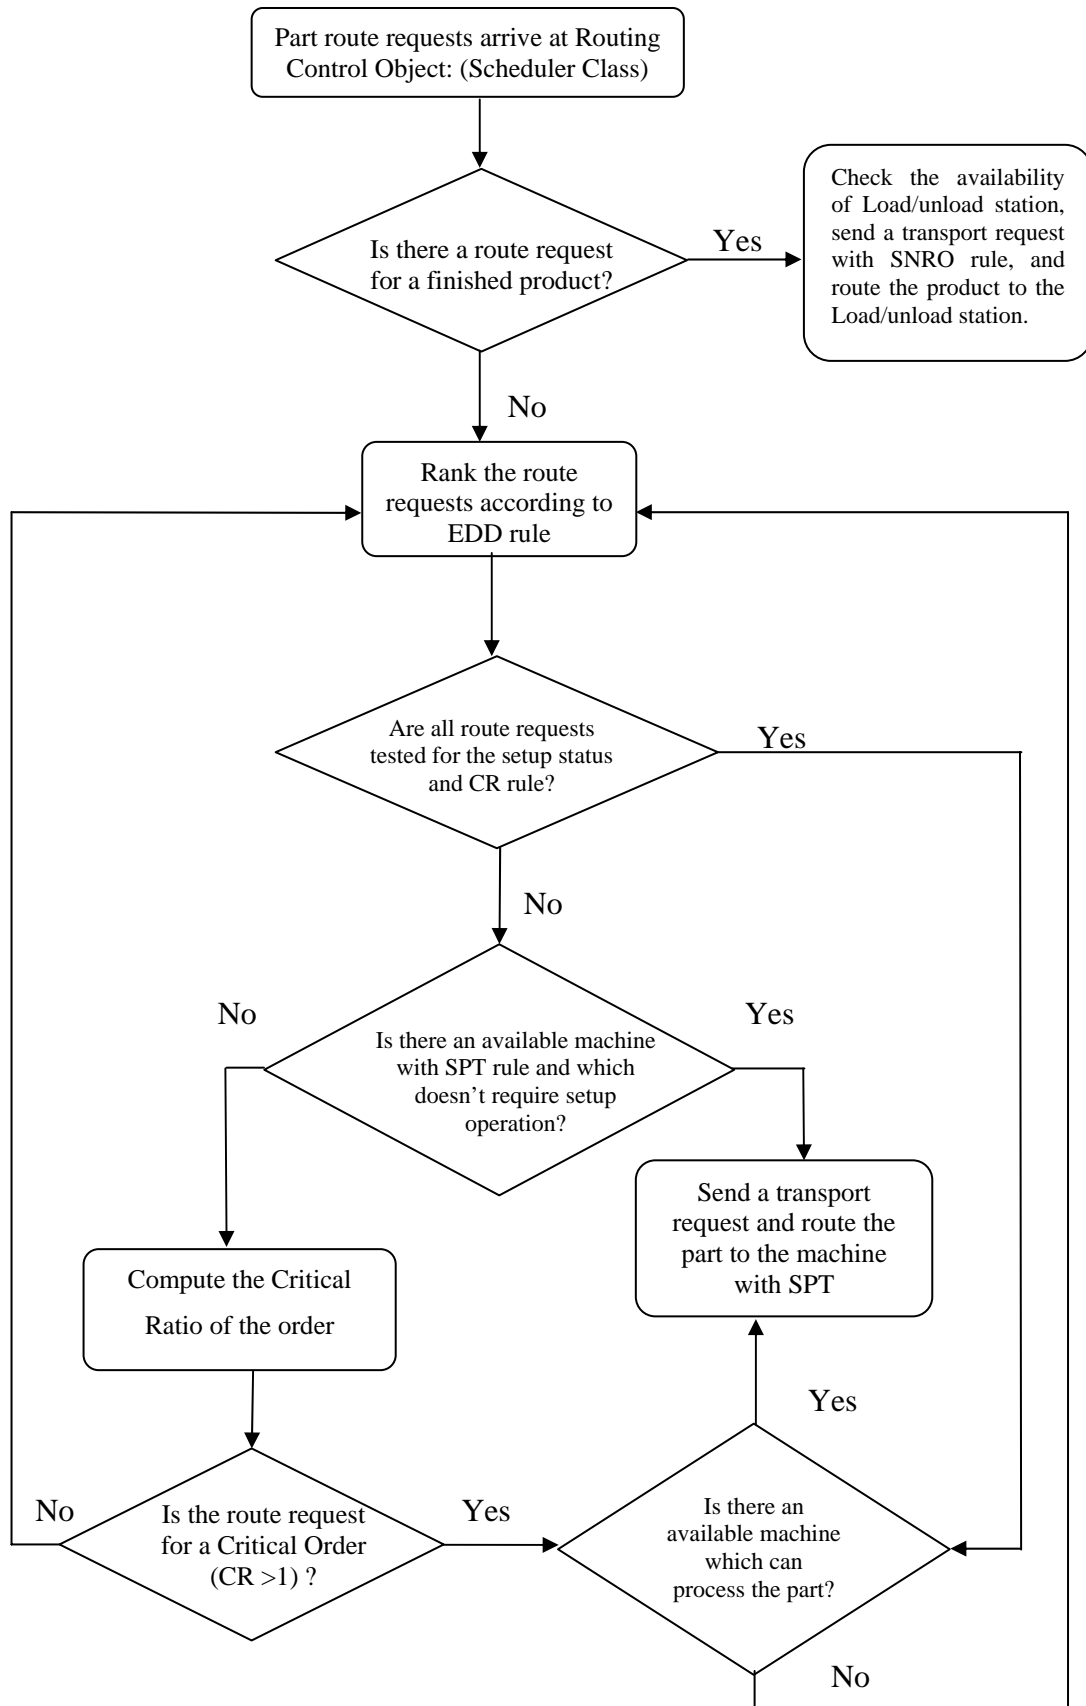 Part route requests arrive at Routing
Control Object: (Scheduler Class)
Is there a route request
for a finished product?
Yes
Check the availability
of Load/unload station,
send a transport request
with SNRO rule, and
route the product to the
Load/unload station.
No
Rank the route
requests according to
EDD rule
Are all route requests
tested for the setup status
and CR rule?
Yes
No
No
Is there an available machine
with SPT rule and which
doesn’t require setup
operation?
Yes
Send a transport
request and route the
part to the machine
with SPT
Compute the Critical
Ratio of the order
Yes
No
Is the route request
for a Critical Order
(CR >1) ?
Yes
Is there an
available machine
which can
process the part?
No